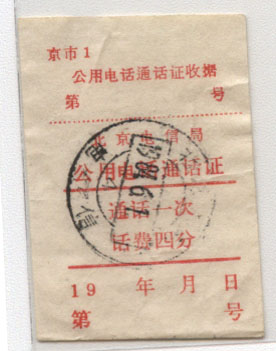 京市1
公用电话通话证收据
第 号
北京电信局
公用电话通话证
通话一次
话费四分
19 年 月 日
第 号